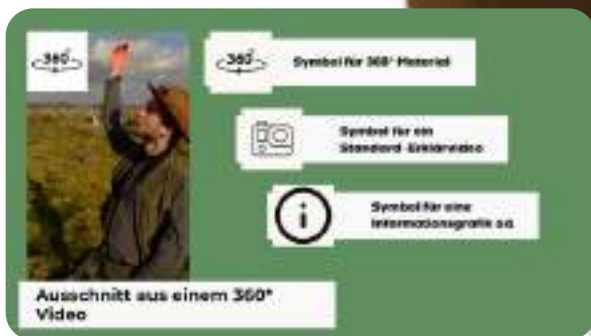 360°
360°
Symbol für 360° Material
Symbol für ein
Standard-Erklärvideo
i
Symbol für eine
Informationsgrafik o.ä.
Ausschnitt aus einem 360°
Video